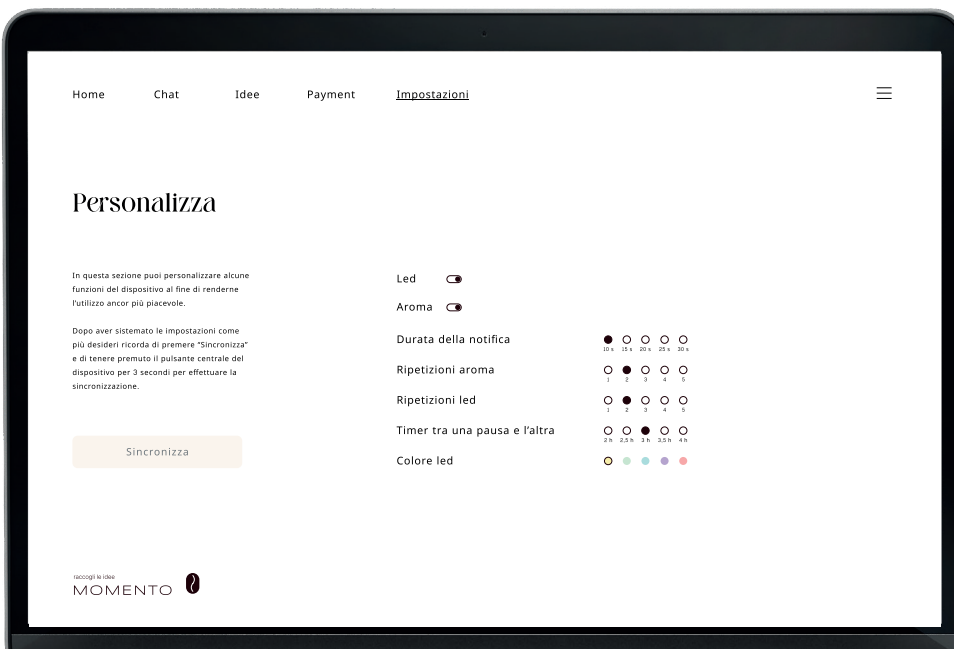 Home Chat Idee Payment Impostazioni
Personalizza
In questa sezione puoi personalizzare alcune
funzioni del dispositivo al fine di renderne
l'utilizzo ancor più piacevole.
Dopo aver sistemato le impostazioni come
più desideri ricorda di premere “Sincronizza”
e di tenere premuto il pulsante centrale del
dispositivo per 3 secondi per effettuare la
sincronizzazione.
Sincronizza
Led
Aroma
Durata della notifica
10 s 15 s 20 s 25 s 30 s
Ripetizioni aroma
1 2 3 4 5
Ripetizioni led
1 2 3 4 5
Timer tra una pausa e l’altra
2 h 2,5 h 3 h 3,5 h 4 h
Colore led
raccogli le idee
MOMENTO